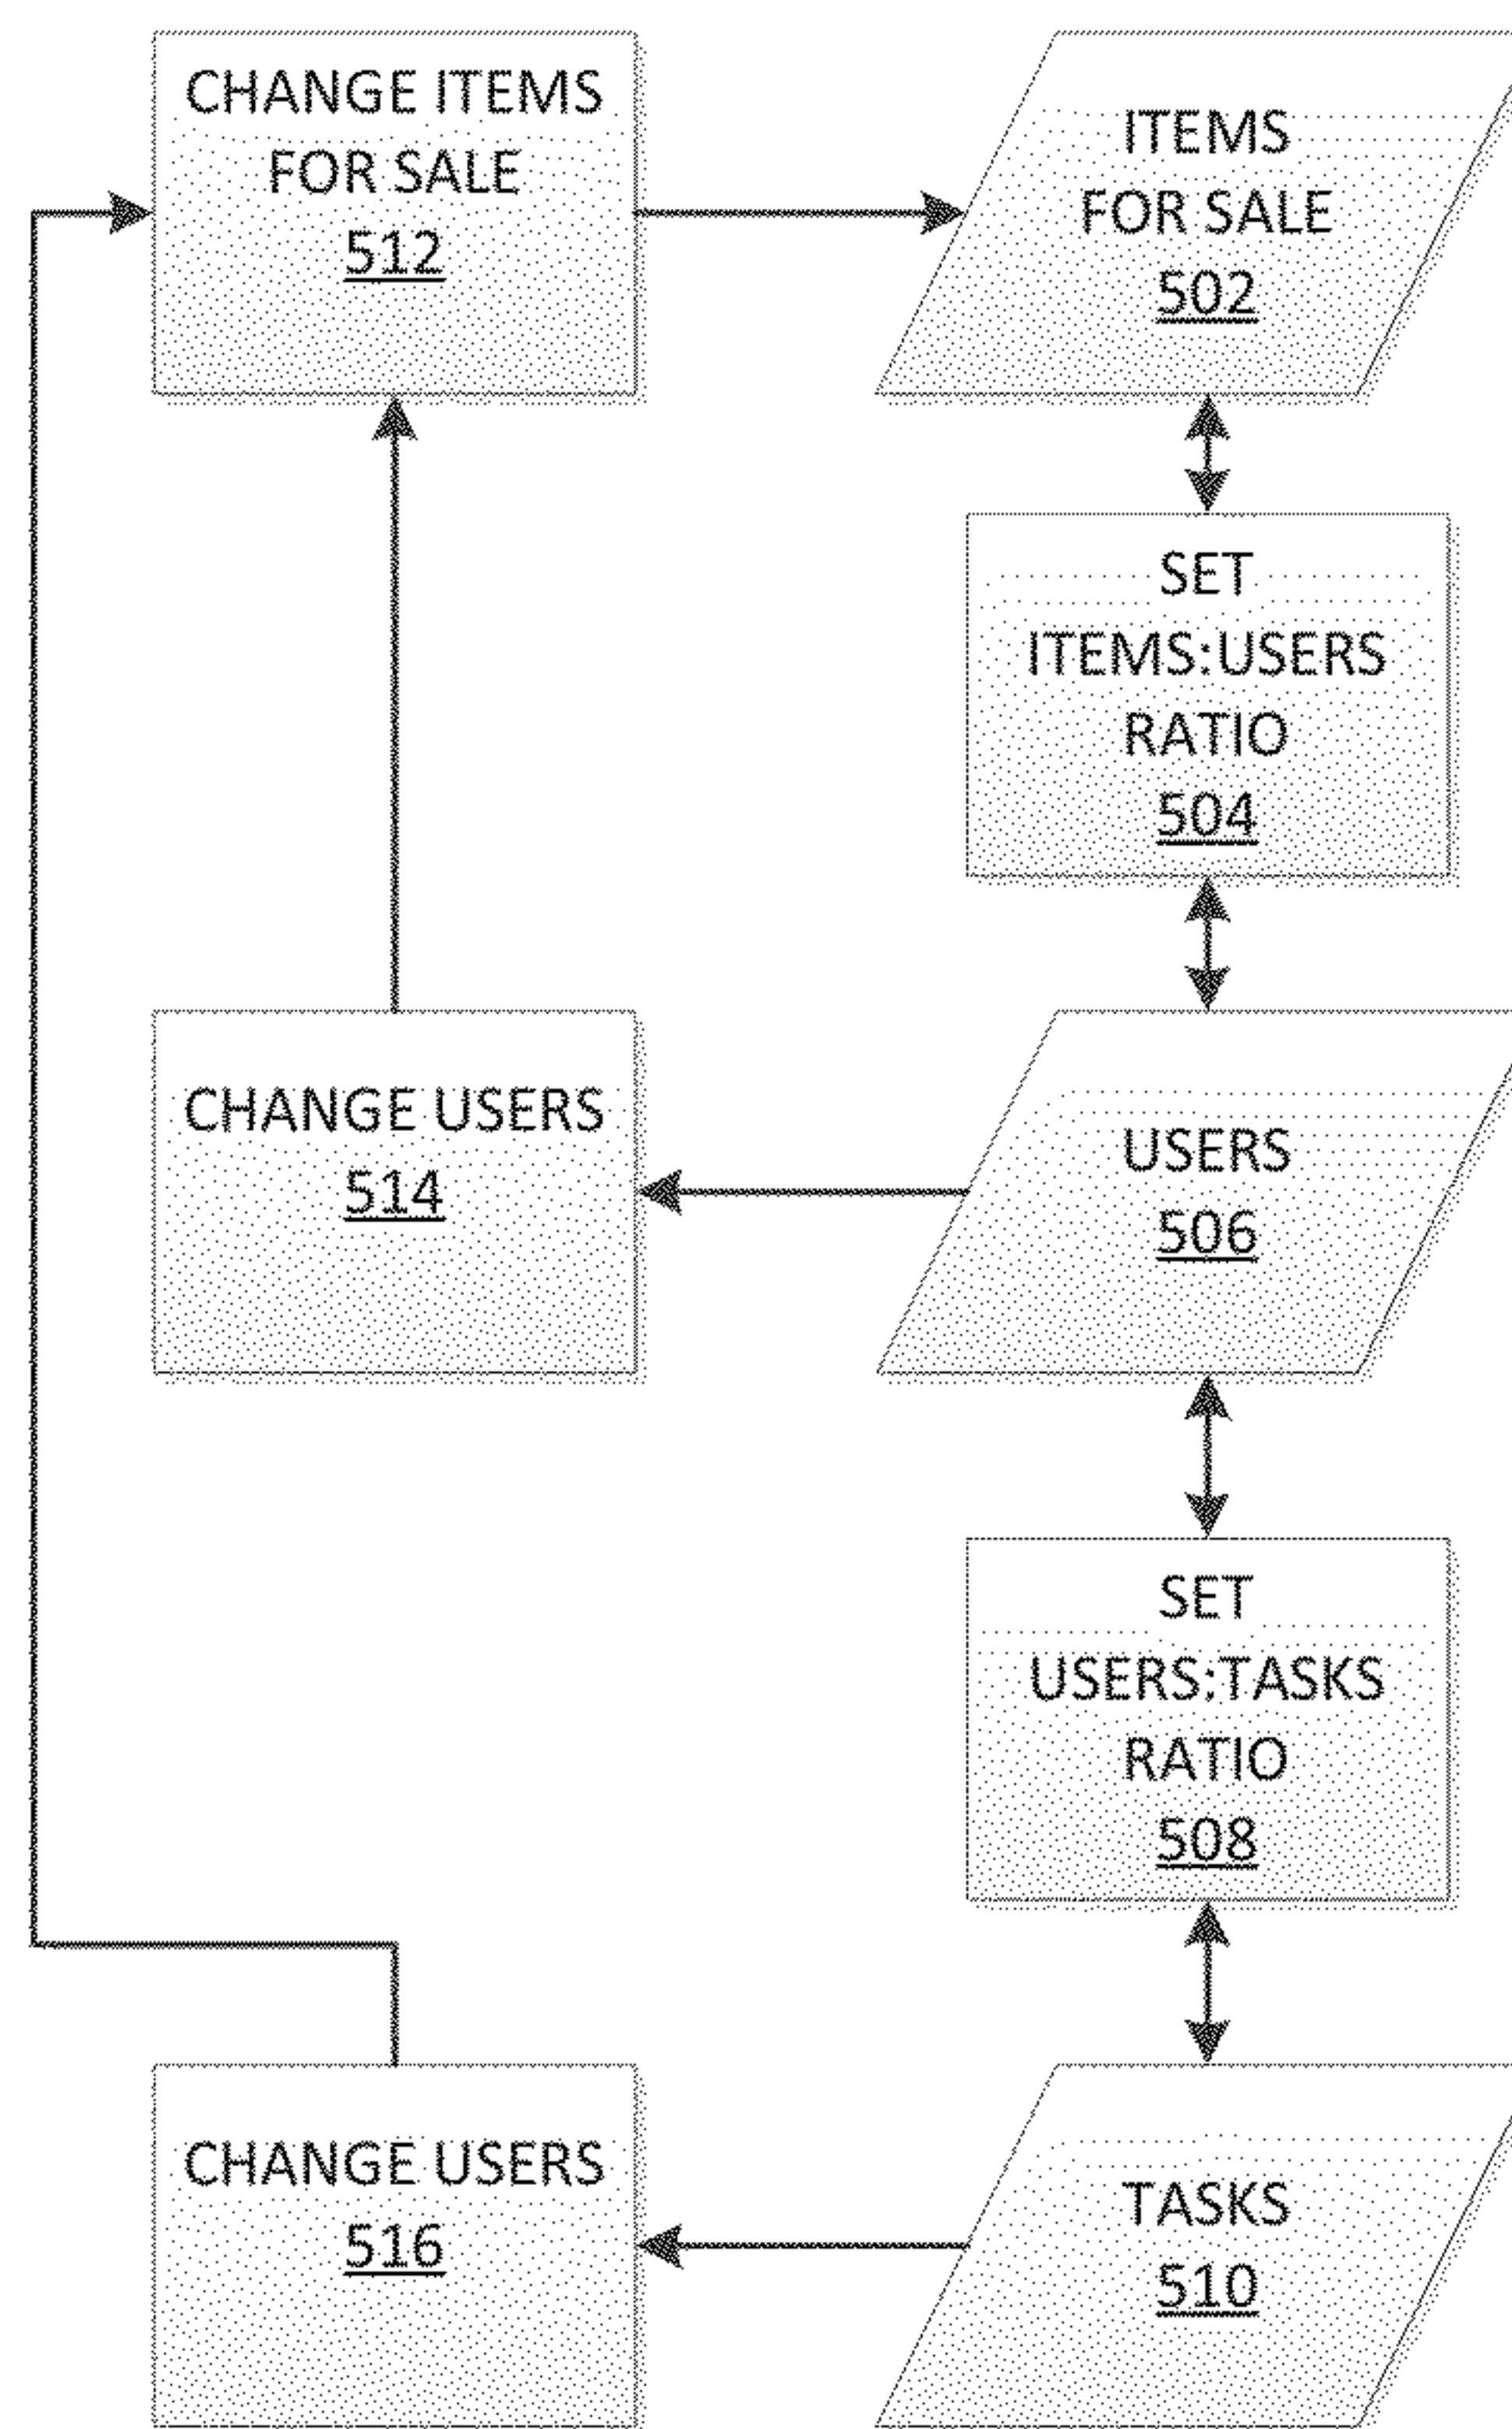 CHANGE ITEMS
FOR SALE
512
ITEMS
FOR SALE
502
SET
ITEMS:USERS
RATIO
504
CHANGE USERS
514
USERS
506
SET
USERS:TASKS
RATIO
508
CHANGE USERS
516
TASKS
510